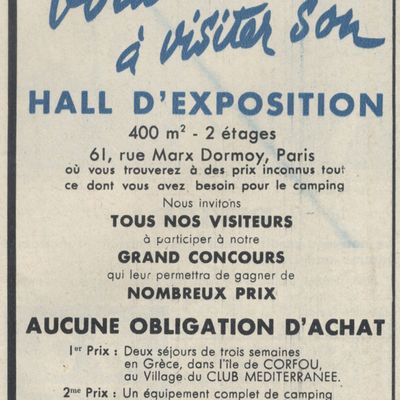 à visiter son
HALL D'EXPOSITION
400 m² - 2 étages
61, rue Marx Dormoy, Paris
où vous trouverez à des prix inconnus tout
ce dont vous avez besoin pour le camping
Nous invitons
TOUS NOS VISITEURS
à participer à notre
GRAND CONCOURS
qui leur permettra de gagner de
NOMBREUX PRIX
AUCUNE OBLIGATION D'ACHAT
1er Prix : Deux séjours de trois semaines
en Grèce, dans l'île de CORFOU,
au Village du CLUB MEDITERRANEE.
2me Prix : Un équipement complet de camping